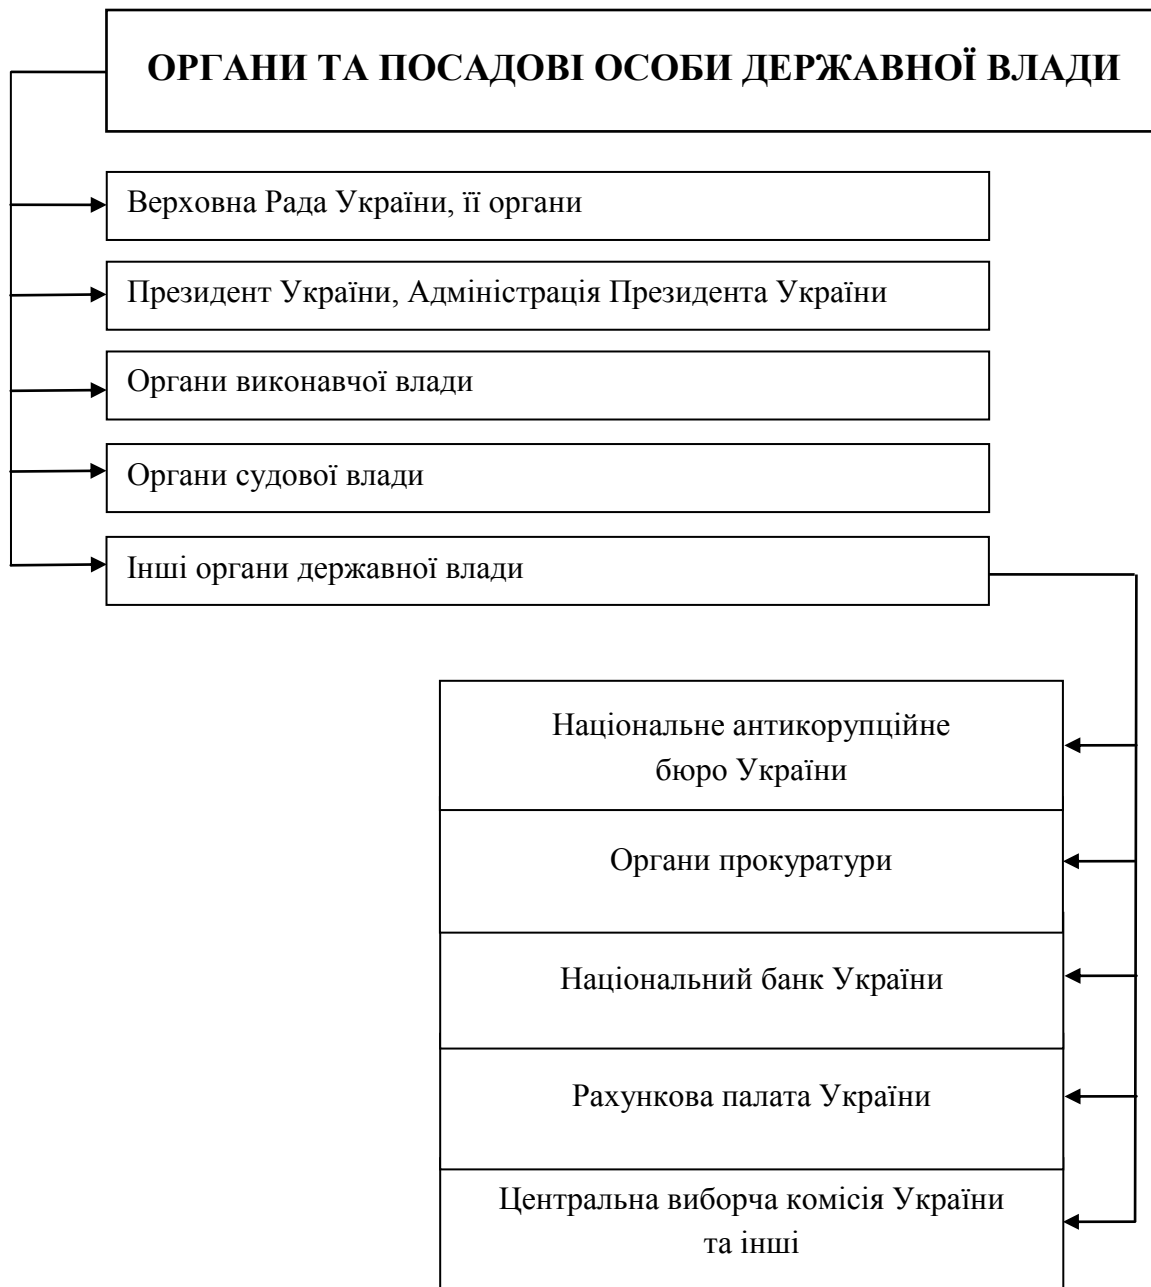 ОРГАНИ ТА ПОСАДОВІ ОСОБИ ДЕРЖАВНОЇ ВЛАДИ
Верховна Рада України, її органи
Президент України, Адміністрація Президента України
Органи виконавчої влади
Органи судової влади
Інші органи державної влади
Національне антикорупційне
бюро України
Органи прокуратури
Національний банк України
Рахункова палата України
Центральна виборча комісія України
та інші